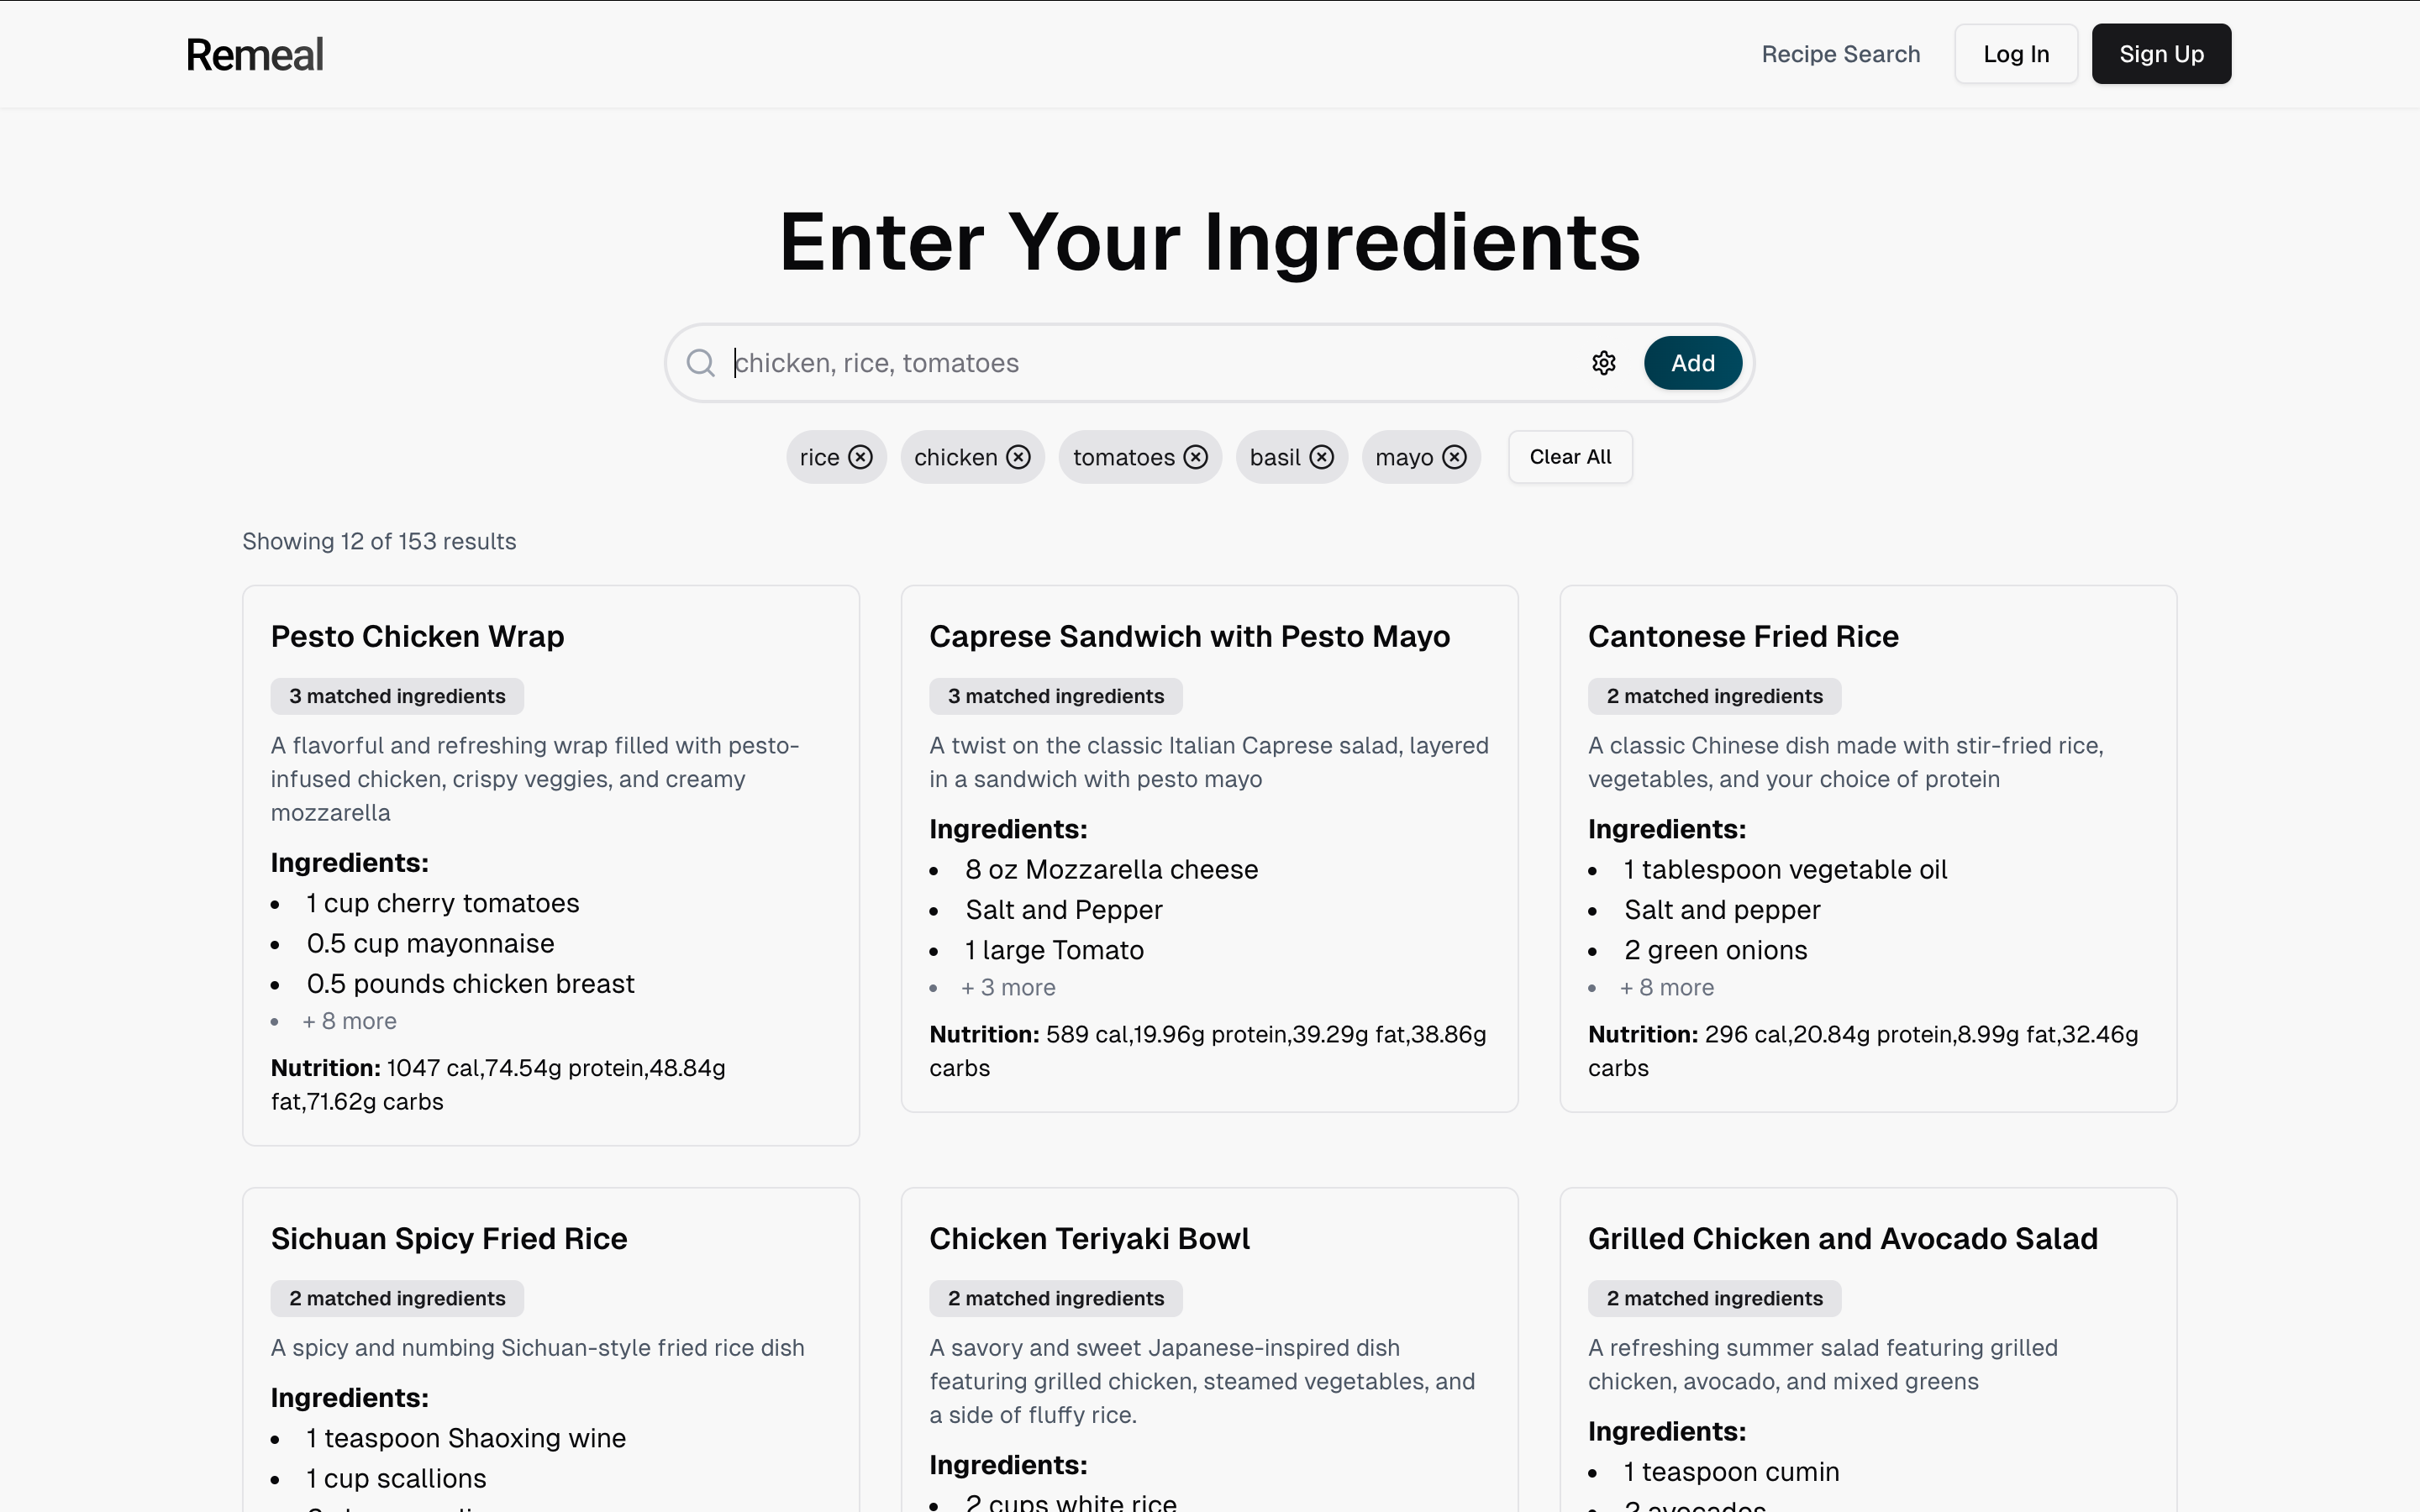 Remeal
Recipe Search
Log In
Sign Up
Enter Your Ingredients
chicken, rice, tomatoes
Add
rice
chicken
tomatoes
basil
mayo
Clear All
Showing 12 of 153 results
Pesto Chicken Wrap
3 matched ingredients
A flavorful and refreshing wrap filled with pesto-
infused chicken, crispy veggies, and creamy
mozzarella
Ingredients:
• 1 cup cherry tomatoes
• 0.5 cup mayonnaise
• 0.5 pounds chicken breast
• + 8 more
Nutrition: 1047 cal,74.54g protein,48.84g
fat,71.62g carbs
Caprese Sandwich with Pesto Mayo
3 matched ingredients
A twist on the classic Italian Caprese salad, layered
in a sandwich with pesto mayo
Ingredients:
• 8 oz Mozzarella cheese
• Salt and Pepper
• 1 large Tomato
• + 3 more
Nutrition: 589 cal,19.96g protein,39.29g fat,38.86g
carbs
Cantonese Fried Rice
2 matched ingredients
A classic Chinese dish made with stir-fried rice,
vegetables, and your choice of protein
Ingredients:
• 1 tablespoon vegetable oil
• Salt and pepper
• 2 green onions
• + 8 more
Nutrition: 296 cal,20.84g protein,8.99g fat,32.46g
carbs
Sichuan Spicy Fried Rice
2 matched ingredients
A spicy and numbing Sichuan-style fried rice dish
Ingredients:
• 1 teaspoon Shaoxing wine
• 1 cup scallions
Chicken Teriyaki Bowl
2 matched ingredients
A savory and sweet Japanese-inspired dish
featuring grilled chicken, steamed vegetables, and
a side of fluffy rice.
Ingredients:
• 2 cups white rice
Grilled Chicken and Avocado Salad
2 matched ingredients
A refreshing summer salad featuring grilled
chicken, avocado, and mixed greens
Ingredients:
• 1 teaspoon cumin
• 2 avocados